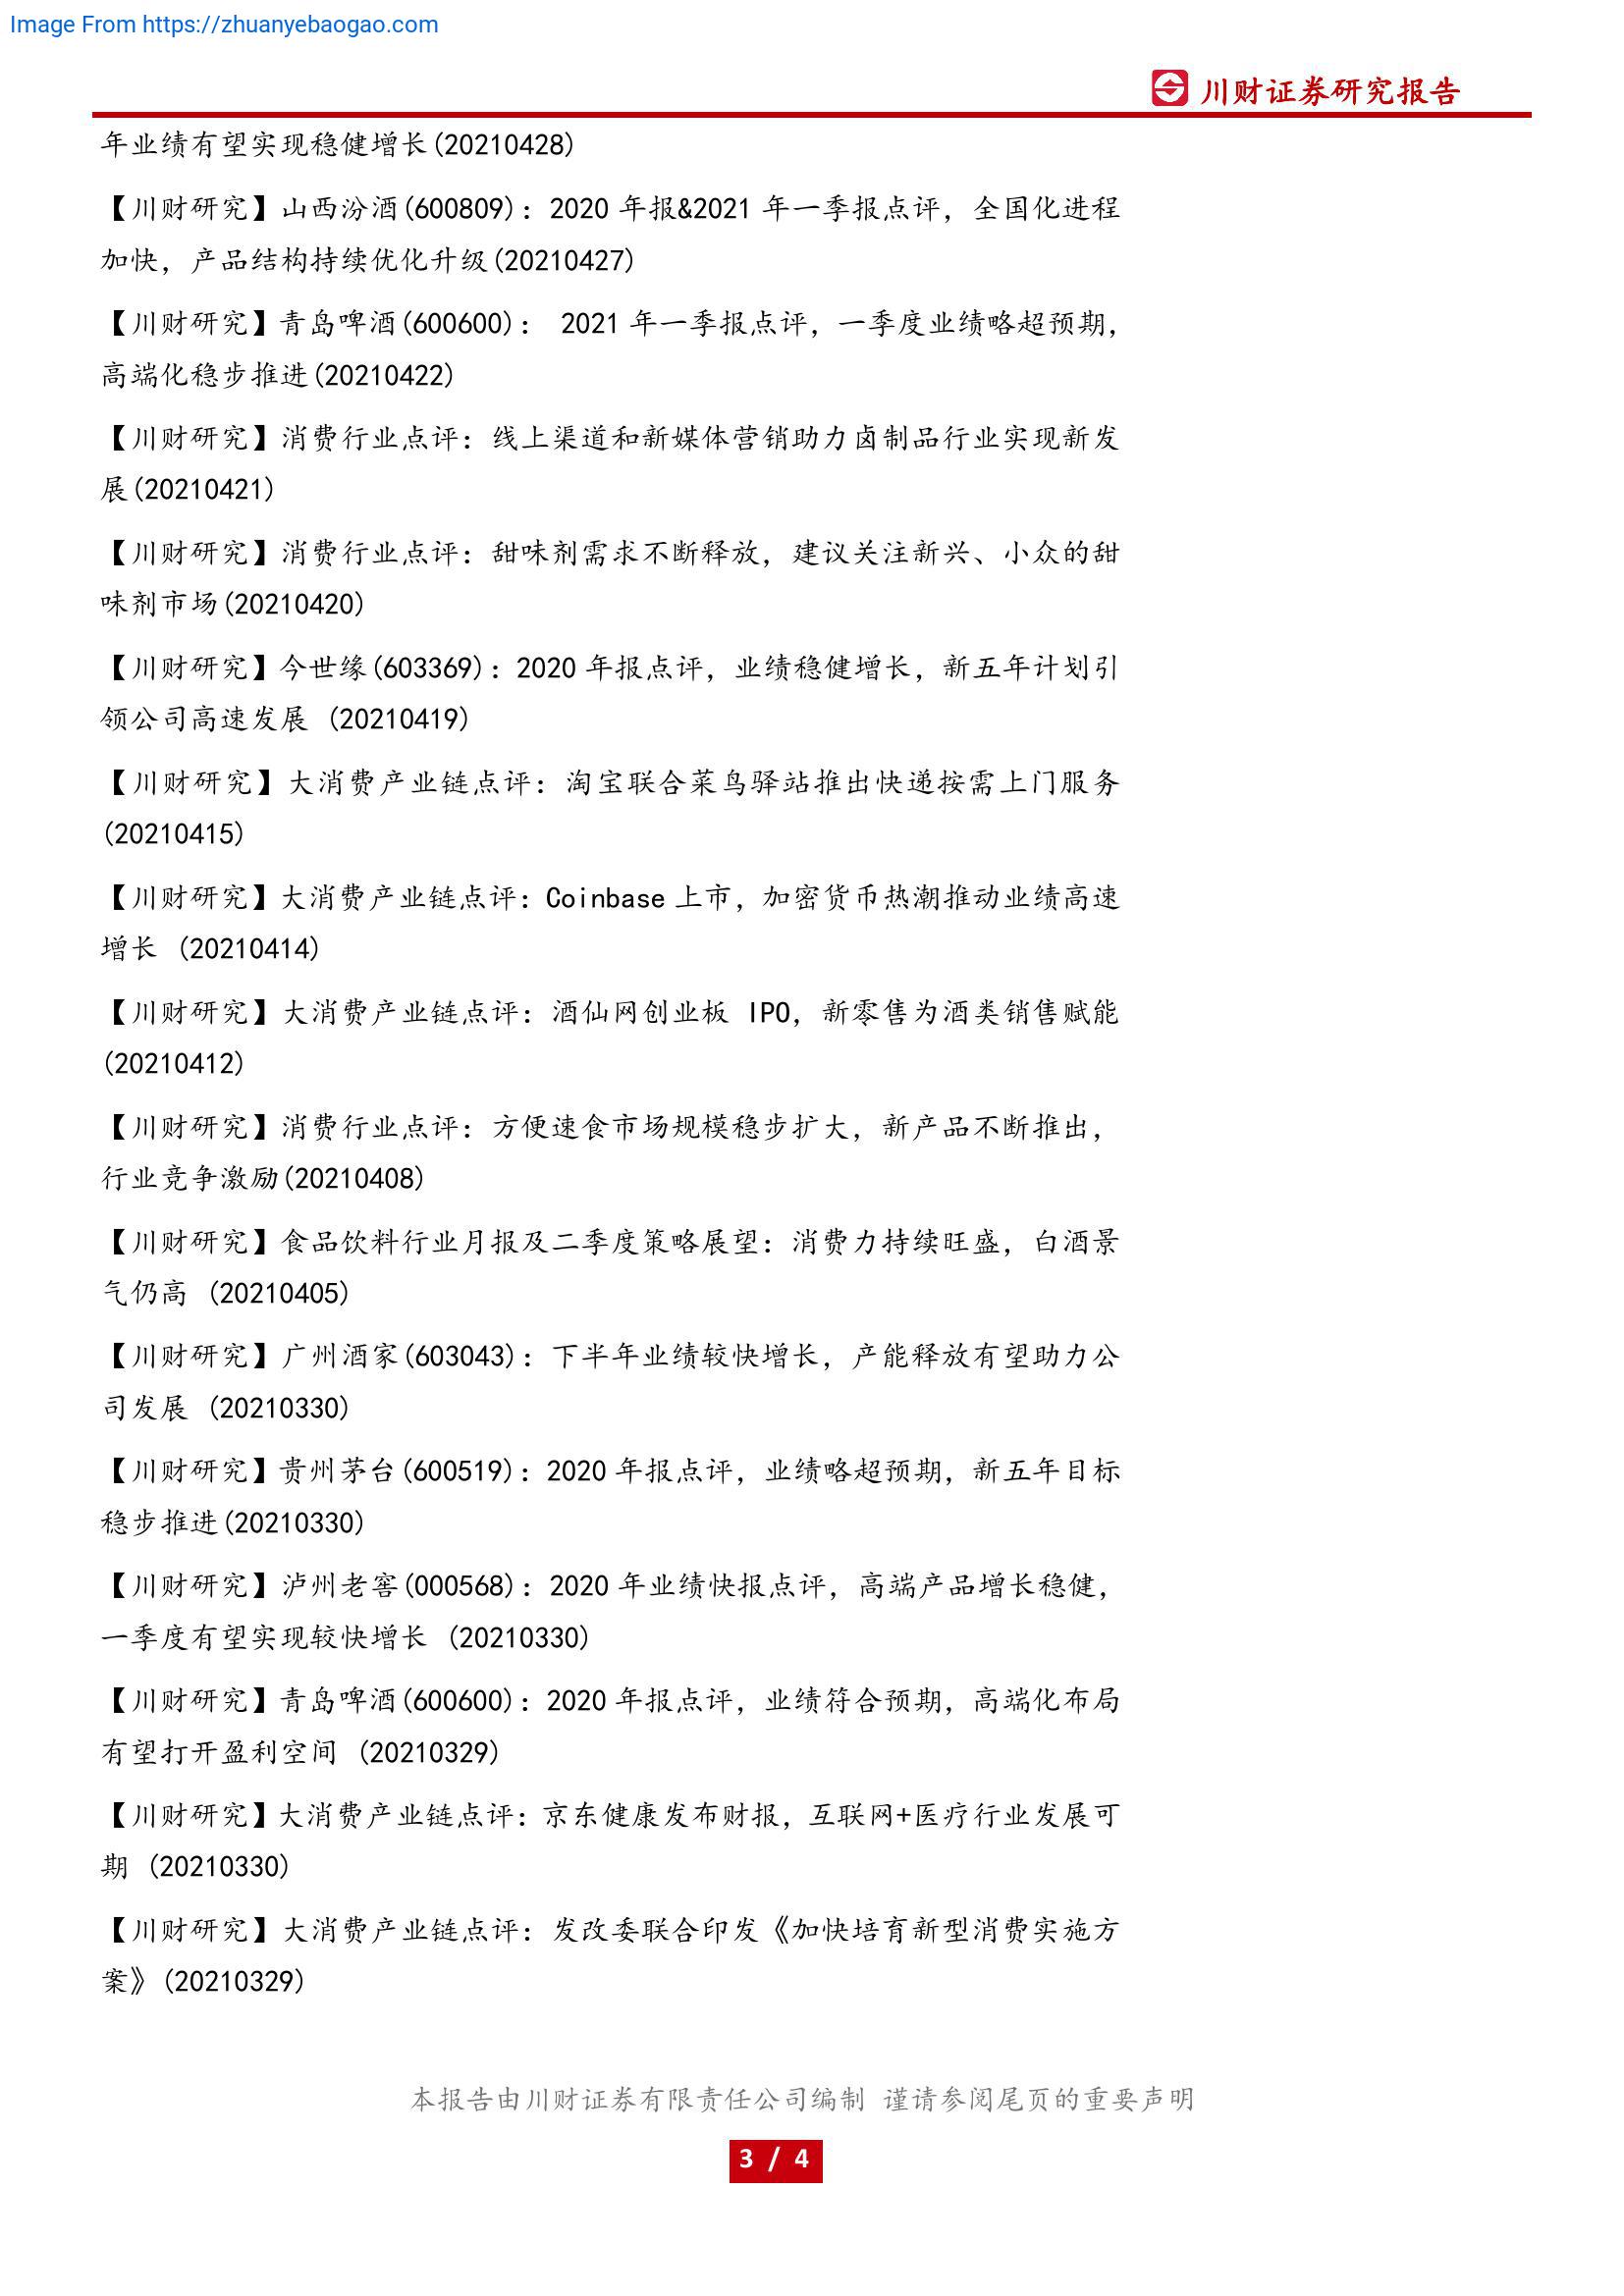 Image From https://zhuanyebaogao.com
川财证券研究报告
年业绩有望实现稳健增长(20210428)
【川财研究】山西汾酒(600809)：2020 年报&2021 年一季报点评，全国化进程
加快，产品结构持续优化升级(20210427)
【川财研究】青岛啤酒(600600)： 2021 年一季报点评，一季度业绩略超预期，
高端化稳步推进(20210422)
【川财研究】消费行业点评：线上渠道和新媒体营销助力卤制品行业实现新发
展(20210421)
【川财研究】消费行业点评：甜味剂需求不断释放，建议关注新兴、小众的甜
味剂市场(20210420)
【川财研究】今世缘(603369)：2020 年报点评，业绩稳健增长，新五年计划引
领公司高速发展 (20210419)
【川财研究】大消费产业链点评：淘宝联合菜鸟驿站推出快递按需上门服务
(20210415)
【川财研究】大消费产业链点评：Coinbase 上市，加密货币热潮推动业绩高速
增长 (20210414)
【川财研究】大消费产业链点评：酒仙网创业板 IPO，新零售为酒类销售赋能
(20210412)
【川财研究】消费行业点评：方便速食市场规模稳步扩大，新产品不断推出，
行业竞争激励(20210408)
【川财研究】食品饮料行业月报及二季度策略展望：消费力持续旺盛，白酒景
气仍高 (20210405)
【川财研究】广州酒家(603043)：下半年业绩较快增长，产能释放有望助力公
司发展 (20210330)
【川财研究】贵州茅台(600519)：2020 年报点评，业绩略超预期，新五年目标
稳步推进(20210330)
【川财研究】泸州老窖(000568)：2020 年业绩快报点评，高端产品增长稳健，
一季度有望实现较快增长 (20210330)
【川财研究】青岛啤酒(600600)：2020 年报点评，业绩符合预期，高端化布局
有望打开盈利空间 (20210329)
【川财研究】大消费产业链点评：京东健康发布财报，互联网+医疗行业发展可
期 (20210330)
【川财研究】大消费产业链点评：发改委联合印发《加快培育新型消费实施方
案》(20210329)
本报告由川财证券有限责任公司编制 谨请参阅尾页的重要声明
3 / 4